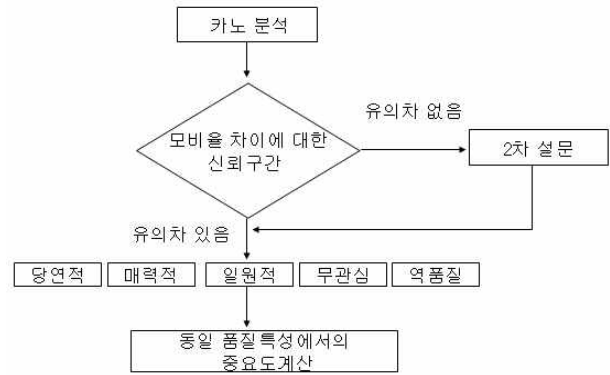 카노 분석
유의차 없음
모비율 차이에 대한
신뢰구간
2차 설문
유의차 있음
당연적
매력적
일원적
무관심
역품질
동일 품질특성에서의
중요도계산